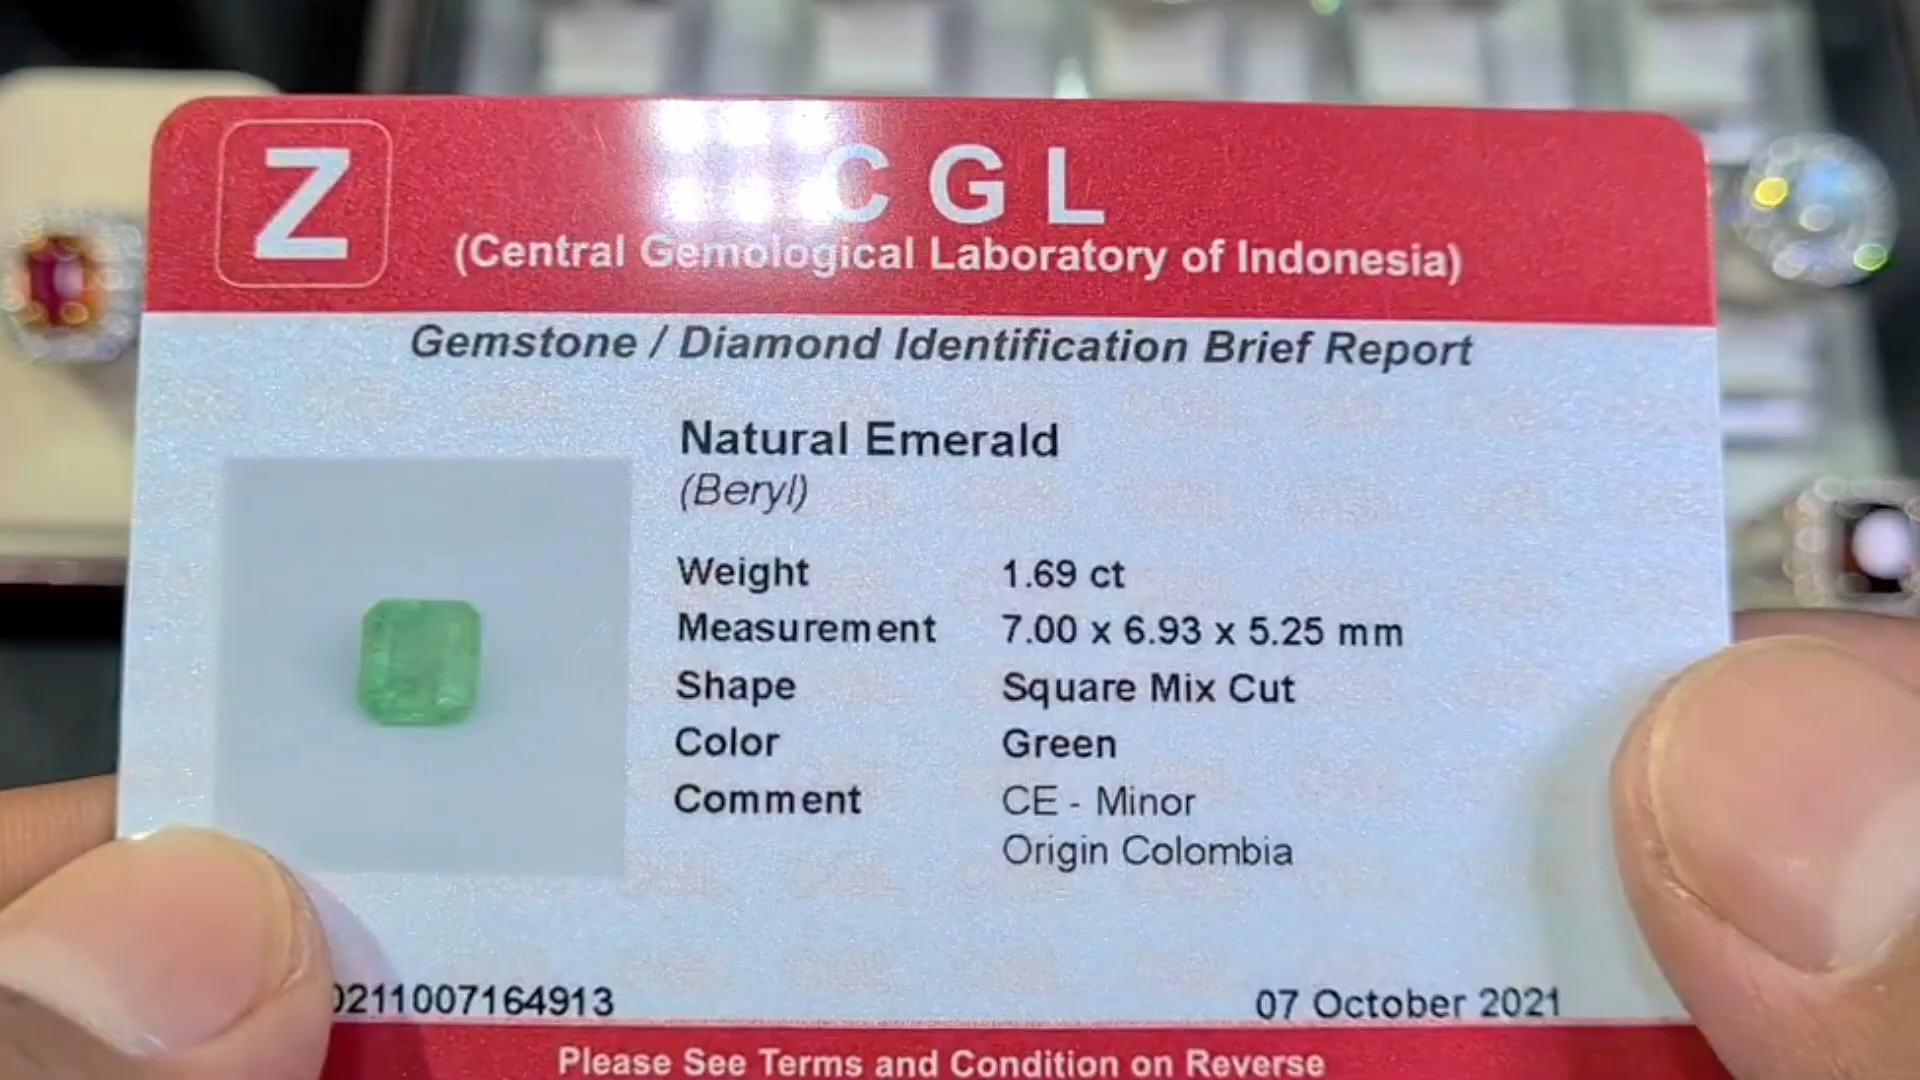 Z
CGL
(Central Gemological Laboratory of Indonesia)
Gemstone / Diamond Identification Brief Report
Natural Emerald
(Beryl)
Weight 1.69 ct
Measurement 7.00 x 6.93 x 5.25 mm
Shape Square Mix Cut
Color Green
Comment CE - Minor
Origin Colombia
0211007164913 07 October 2021
Please See Terms and Condition on Reverse